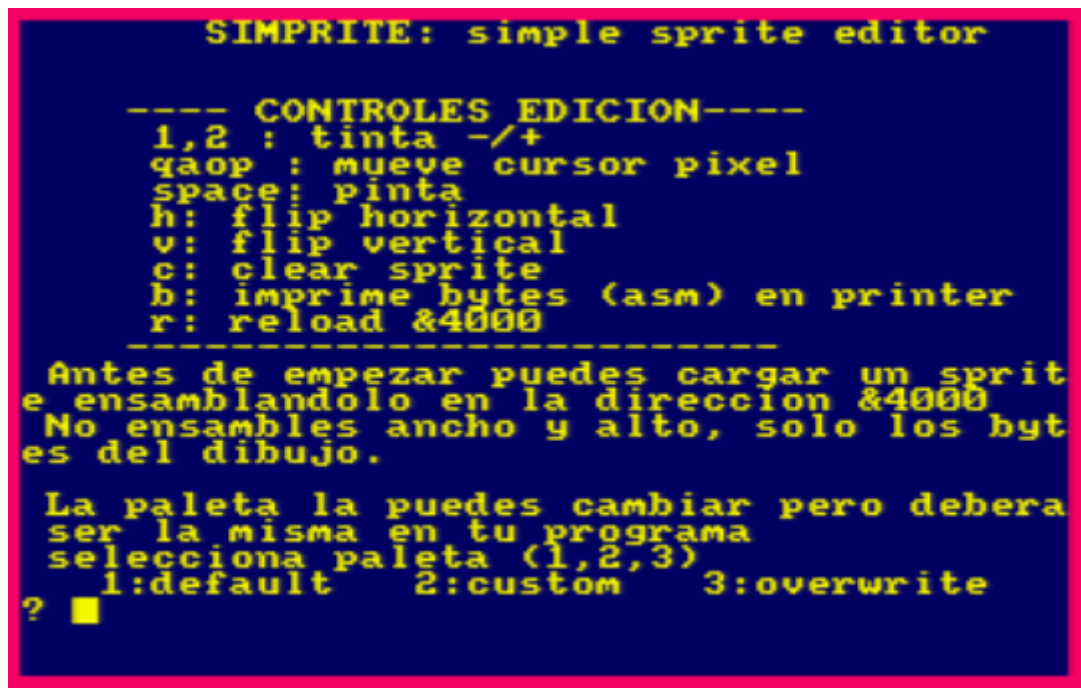 SIMPRITE: simple sprite editor
---- CONTROLES EDICION----
1,2 : tinta -/+
qaop : mueve cursor pixel
space: pinta
h: flip horizontal
v: flip vertical
c: clear sprite
b: imprime bytes (asm) en printer
r: reload &4000
-------------------------
Antes de empezar puedes cargar un sprit
e ensamblandolo en la direccion &4000
No ensambles ancho y alto, solo los byt
es del dibujo.
La paleta la puedes cambiar pero debera
ser la misma en tu programa
selecciona paleta (1,2,3)
1:default 2:custom 3:overwrite
?